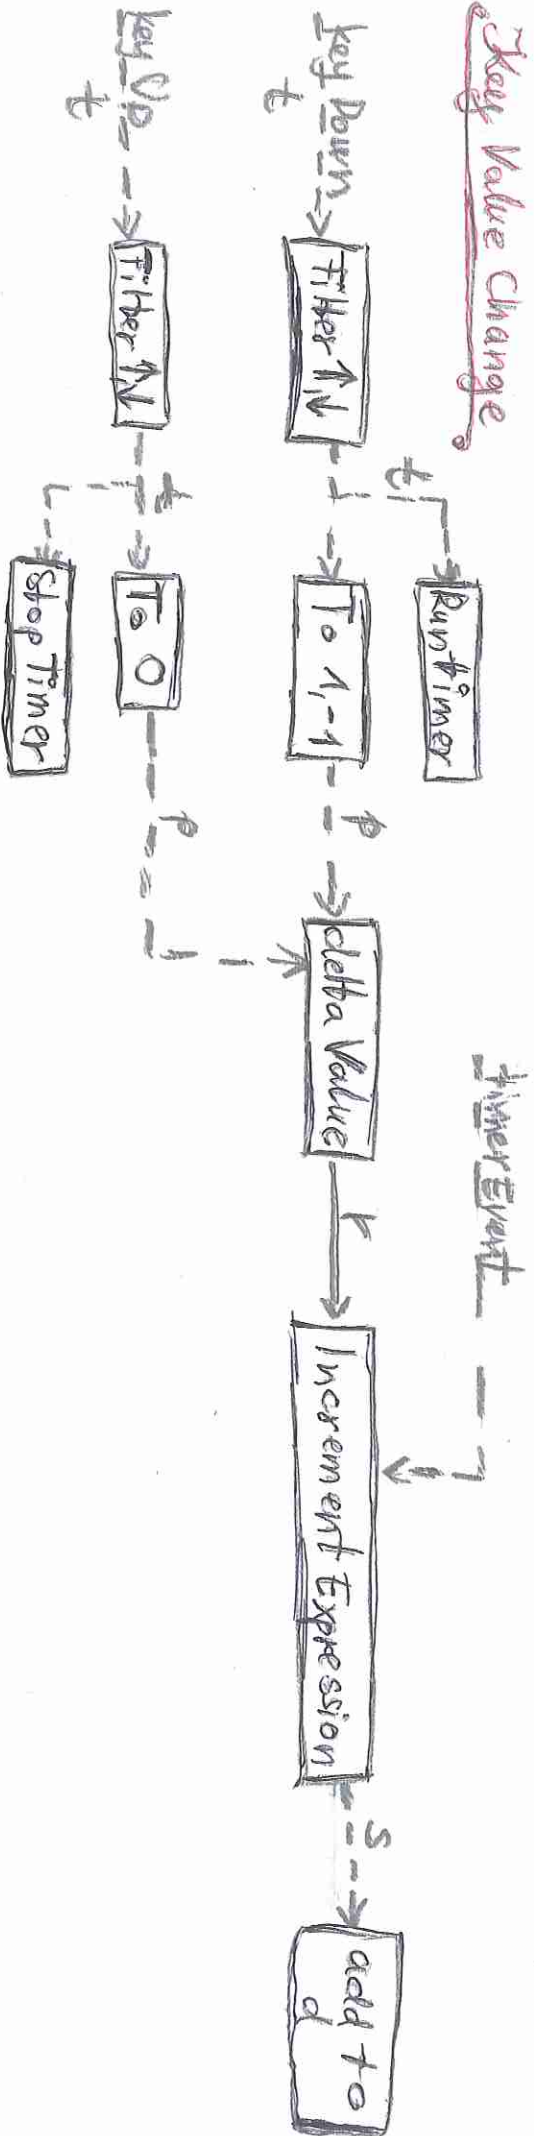 Key Value Change
Key Down
t
Filter ↑↓
t
Run timer
To 1,-1
p
delta Value
r
timer Event
Increment Expression
s
add to
d
Key Up
t
Filter ↑↓
t
To 0
p
Stop Timer